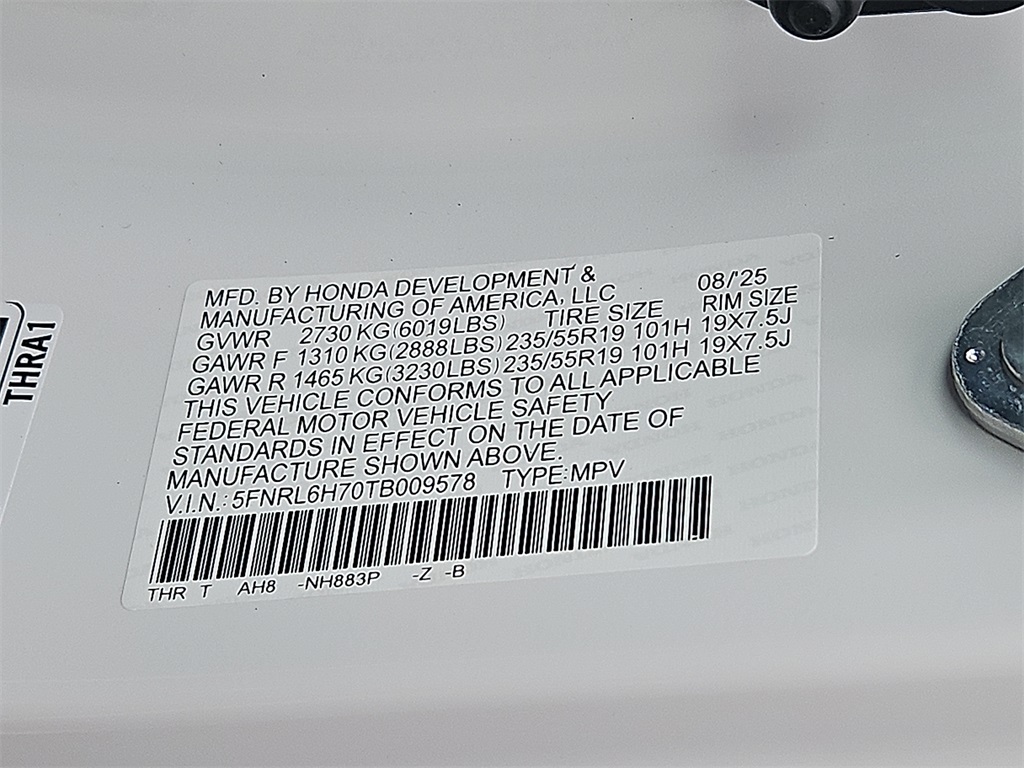 MFD. BY HONDA DEVELOPMENT & 08/'25
MANUFACTURING OF AMERICA, LLC
GVWR 2730 KG(6019LBS) TIRE SIZE RIM SIZE
GAWR F 1310 KG(2888LBS) 235/55R19 101H 19X7.5J
GAWR R 1465 KG(3230LBS) 235/55R19 101H 19X7.5J
THIS VEHICLE CONFORMS TO ALL APPLICABLE
FEDERAL MOTOR VEHICLE SAFETY
STANDARDS IN EFFECT ON THE DATE OF
MANUFACTURE SHOWN ABOVE.
V.I.N.: 5FNRL6H70TB009578 TYPE:MPV
THR T AH8 -NH883P -Z -B
THRA1